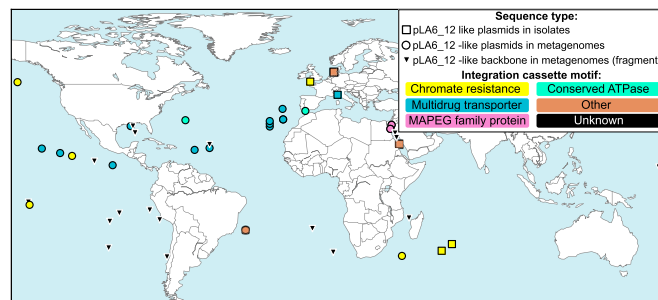 Sequence type:
pLA6_12 like plasmids in isolates
pLA6_12 -like plasmids in metagenomes
pLA6_12 -like backbone in metagenomes (fragment
Integration cassette motif:
Chromate resistance Conserved ATPase
Multidrug transporter Other
MAPEG family protein Unknown